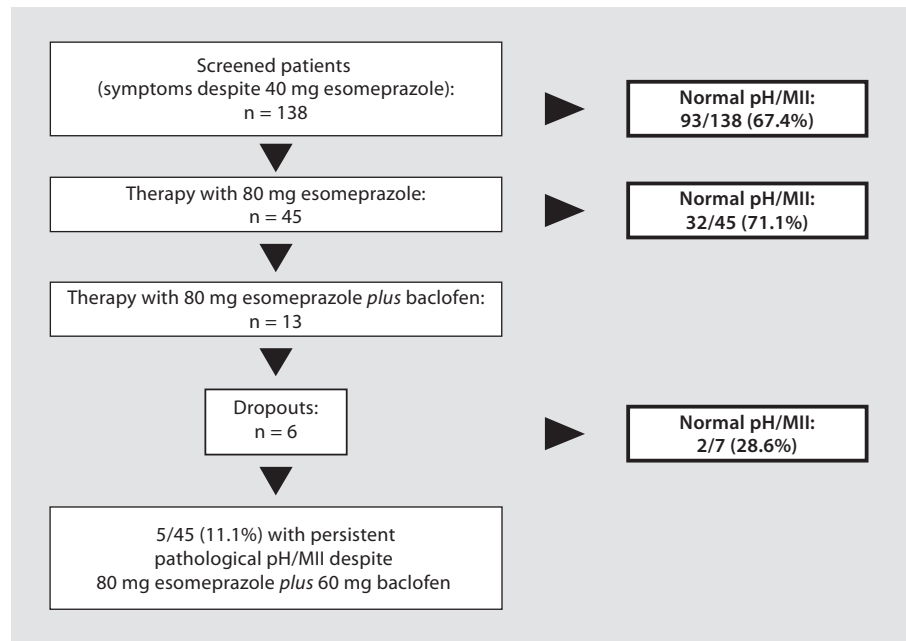 Screened patients
(symptoms despite 40 mg esomeprazole):
n = 138
Normal pH/MII:
93/138 (67.4%)
Therapy with 80 mg esomeprazole:
n = 45
Normal pH/MII:
32/45 (71.1%)
Therapy with 80 mg esomeprazole plus baclofen:
n = 13
Dropouts:
n = 6
Normal pH/MII:
2/7 (28.6%)
5/45 (11.1%) with persistent
pathological pH/MII despite
80 mg esomeprazole plus 60 mg baclofen